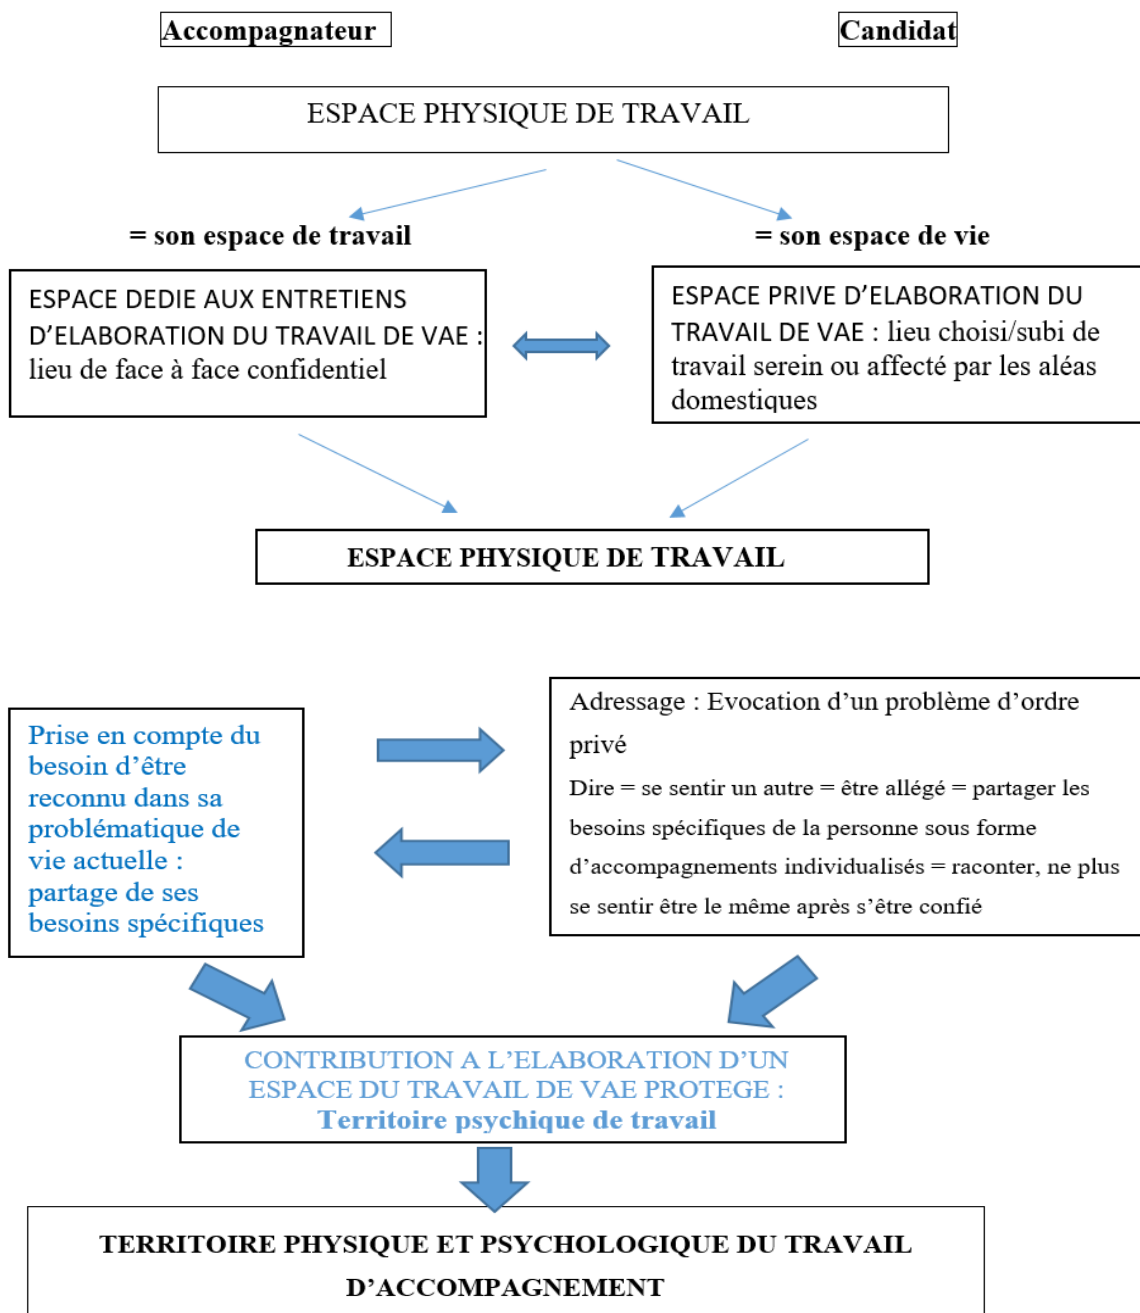 Accompagnateur
Candidat
ESPACE PHYSIQUE DE TRAVAIL
= son espace de travail
= son espace de vie
ESPACE DEDIE AUX ENTRETIENS
D’ELABORATION DU TRAVAIL DE VAE :
lieu de face à face confidentiel
ESPACE PRIVE D’ELABORATION DU
TRAVAIL DE VAE : lieu choisi/subi de
travail serein ou affecté par les aléas
domestiques
ESPACE PHYSIQUE DE TRAVAIL
Prise en compte du
besoin d’être
reconnu dans sa
problématique de
vie actuelle :
partage de ses
besoins spécifiques
Adressage : Evocation d’un problème d’ordre
privé
Dire = se sentir un autre = être allégé = partager les
besoins spécifiques de la personne sous forme
d’accompagnements individualisés = raconter, ne plus
se sentir être le même après s’être confié
CONTRIBUTION A L’ELABORATION D’UN
ESPACE DU TRAVAIL DE VAE PROTEGE :
Territoire psychique de travail
TERRITOIRE PHYSIQUE ET PSYCHOLOGIQUE DU TRAVAIL
D’ACCOMPAGNEMENT